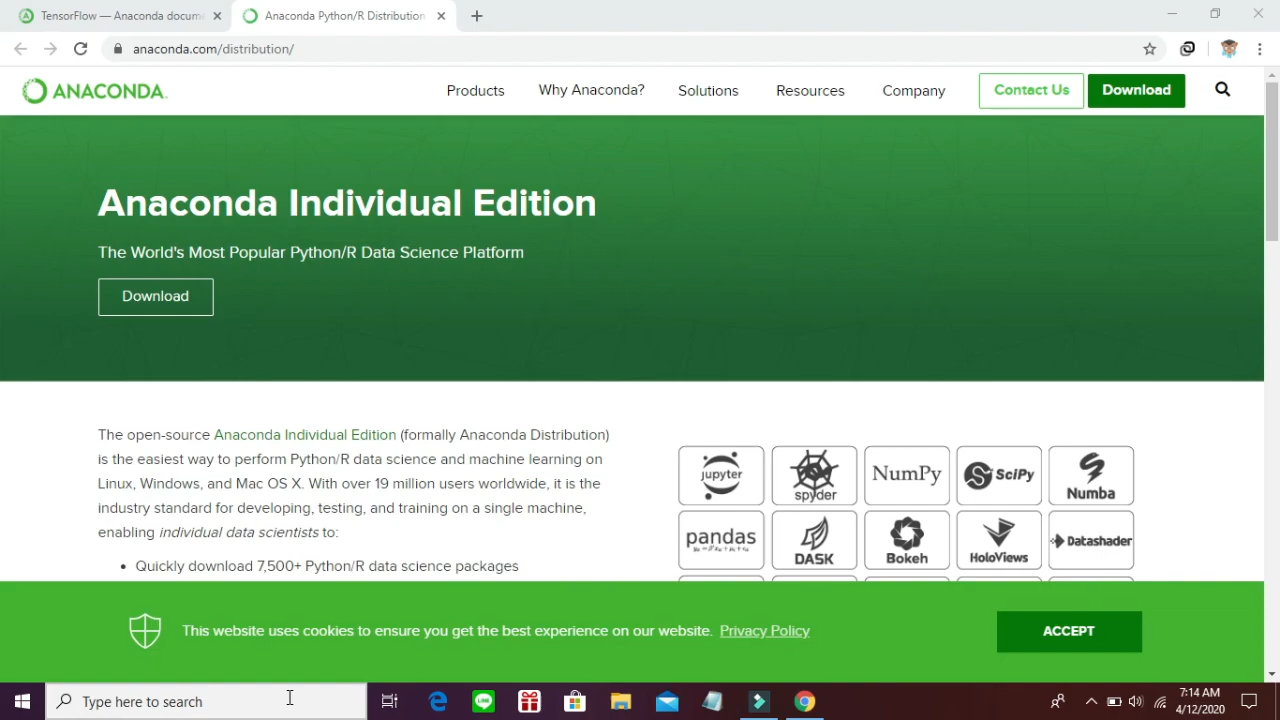 TensorFlow — Anaconda docume
Anaconda Python/R Distribution
anaconda.com/distribution/
ANACONDA.
Products
Why Anaconda?
Solutions
Resources
Company
Contact Us
Download
Anaconda Individual Edition
The World's Most Popular Python/R Data Science Platform
Download
The open-source Anaconda Individual Edition (formally Anaconda Distribution)
is the easiest way to perform Python/R data science and machine learning on
Linux, Windows, and Mac OS X. With over 19 million users worldwide, it is the
industry standard for developing, testing, and training on a single machine,
enabling individual data scientists to:
• Quickly download 7,500+ Python/R data science packages
jupyter
spyder
NumPy
SciPy
Numba
pandas
DASK
Bokeh
HoloViews
Datashader
This website uses cookies to ensure you get the best experience on our website. Privacy Policy
ACCEPT
Type here to search
LINE
7:14 AM
4/12/2020